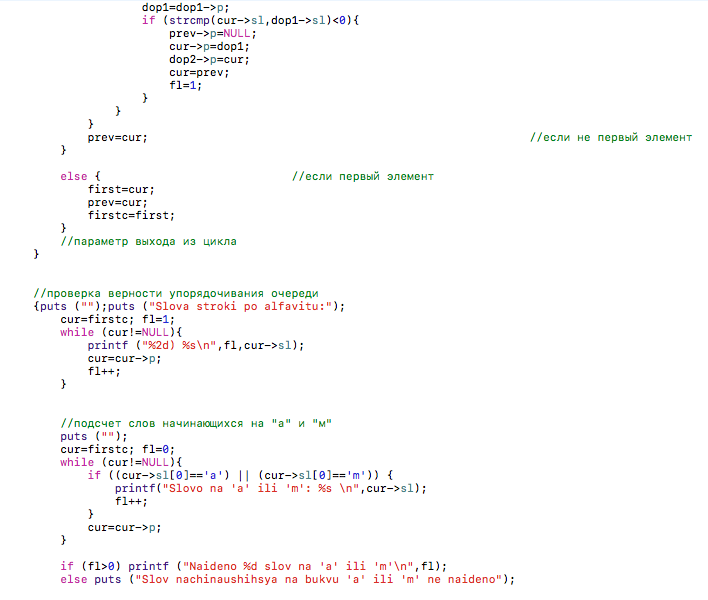 dop1=dop1->p;
if (strcmp(cur->sl,dop1->sl)<0){
prev->p=NULL;
cur->p=dop1;
dop2->p=cur;
cur=prev;
fl=1;
}
}
}
prev=cur; //если не первый элемент
}
else { //если первый элемент
first=cur;
prev=cur;
firstc=first;
}
//параметр выхода из цикла
}
//проверка верности упорядочивания очереди
{puts ("");puts ("Slova stroki po alfavitu:");
cur=firstc; fl=1;
while (cur!=NULL){
printf ("%2d) %s\n",fl,cur->sl);
cur=cur->p;
fl++;
}
//подсчет слов начинающихся на "а" и "м"
puts ("");
cur=firstc; fl=0;
while (cur!=NULL){
if ((cur->sl[0]=='a') || (cur->sl[0]=='m')) {
printf("Slovo na 'a' ili 'm': %s \n",cur->sl);
fl++;
}
cur=cur->p;
}
if (fl>0) printf ("Naideno %d slov na 'a' ili 'm'\n",fl);
else puts ("Slov nachinaushihsya na bukvu 'a' ili 'm' ne naideno");